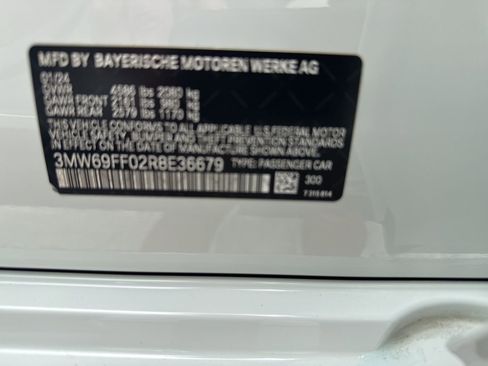 MFD BY BAYERISCHE MOTOREN WERKE AG
01/24
GVWR 4586 lbs 2080 kg
GAWR FRONT 2161 lbs 980 kg
GAWR REAR 2579 lbs 1170 kg
THIS VEHICLE CONFORMS TO ALL APPLICABLE FEDERAL MOTOR
VEHICLE SAFETY, BUMPER, AND THEFT PREVENTION STANDARDS
IN EFFECT ON THE DATE OF MANUFACTURE SHOWN ABOVE.
3MW69FF02R8E36679 TYPE: PASSENGER CAR
300